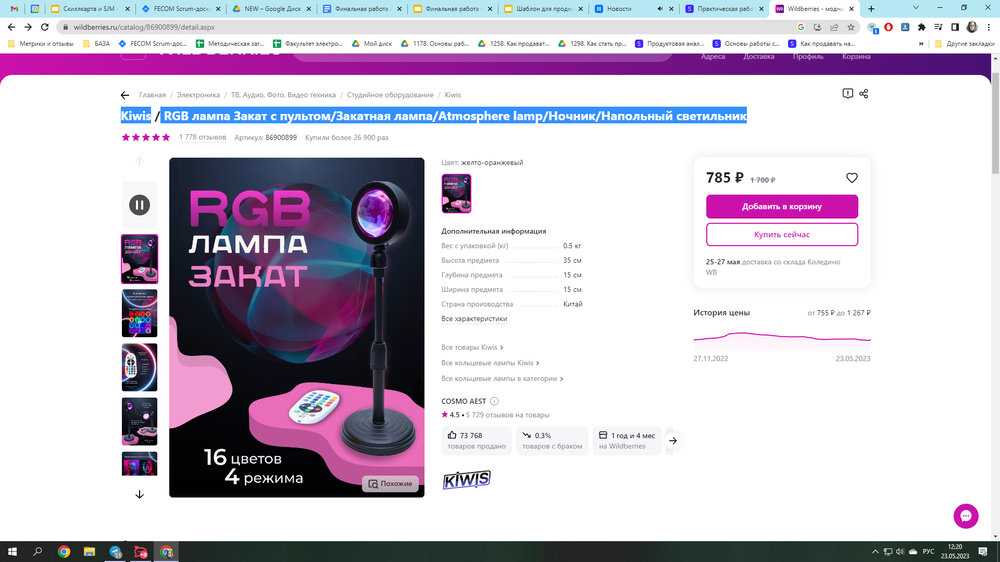 Скиллкарта и SJM -
FECOM Scrum-доска
NEW – Google Диск
Финальная работа /
Финальная работа -
Шаблон для продю
Новости
Практическая рабо
Wildberries - модны
wildberries.ru/catalog/86900899/detail.aspx
Метрики и отзывы
БАЗА
FECOM Scrum-дос...
Методическая заг...
Факультет электро...
Мой диск
1178. Основы раб...
1258. Как продават...
1298. Как стать пр...
Продуктовая анал...
Основы работы с...
Как продавать на...
»
Другие закладки
Адреса
Доставка
Профиль
Корзина
Главная / Электроника / ТВ, Аудио, Фото, Видео техника / Студийное оборудование / Kiwis
Kiwis / RGB лампа Закат с пультом/Закатная лампа/Atmosphere lamp/Ночник/Напольный светильник
1 778 отзывов Артикул: 86900899 Купили более 26 900 раз
RGB
ЛАМПА
ЗАКАТ
16 цветов
4 режима
Похожие
Цвет: желто-оранжевый
RGB
ЛАМПА
ЗАКАТ
Дополнительная информация
Вес с упаковкой (кг) 0.5 кг
Высота предмета 35 см
Глубина предмета 15 см
Ширина предмета 15 см
Страна производства Китай
Все характеристики
Все товары Kiwis
Все кольцевые лампы Kiwis
Все кольцевые лампы в категории
COSMO AEST
4.5 • 5 729 отзывов на товары
73 768
товаров продано
0.3%
товаров с браком
1 год и 4 мес
на Wildberries
KIWIS
785 ₽ 1 700 ₽
Добавить в корзину
Купить сейчас
25-27 мая доставка со склада Коледино
WB
История цены от 755 ₽ до 1 267 ₽
27.11.2022 23.05.2023
51
+9
РУС
12:20
23.05.2023